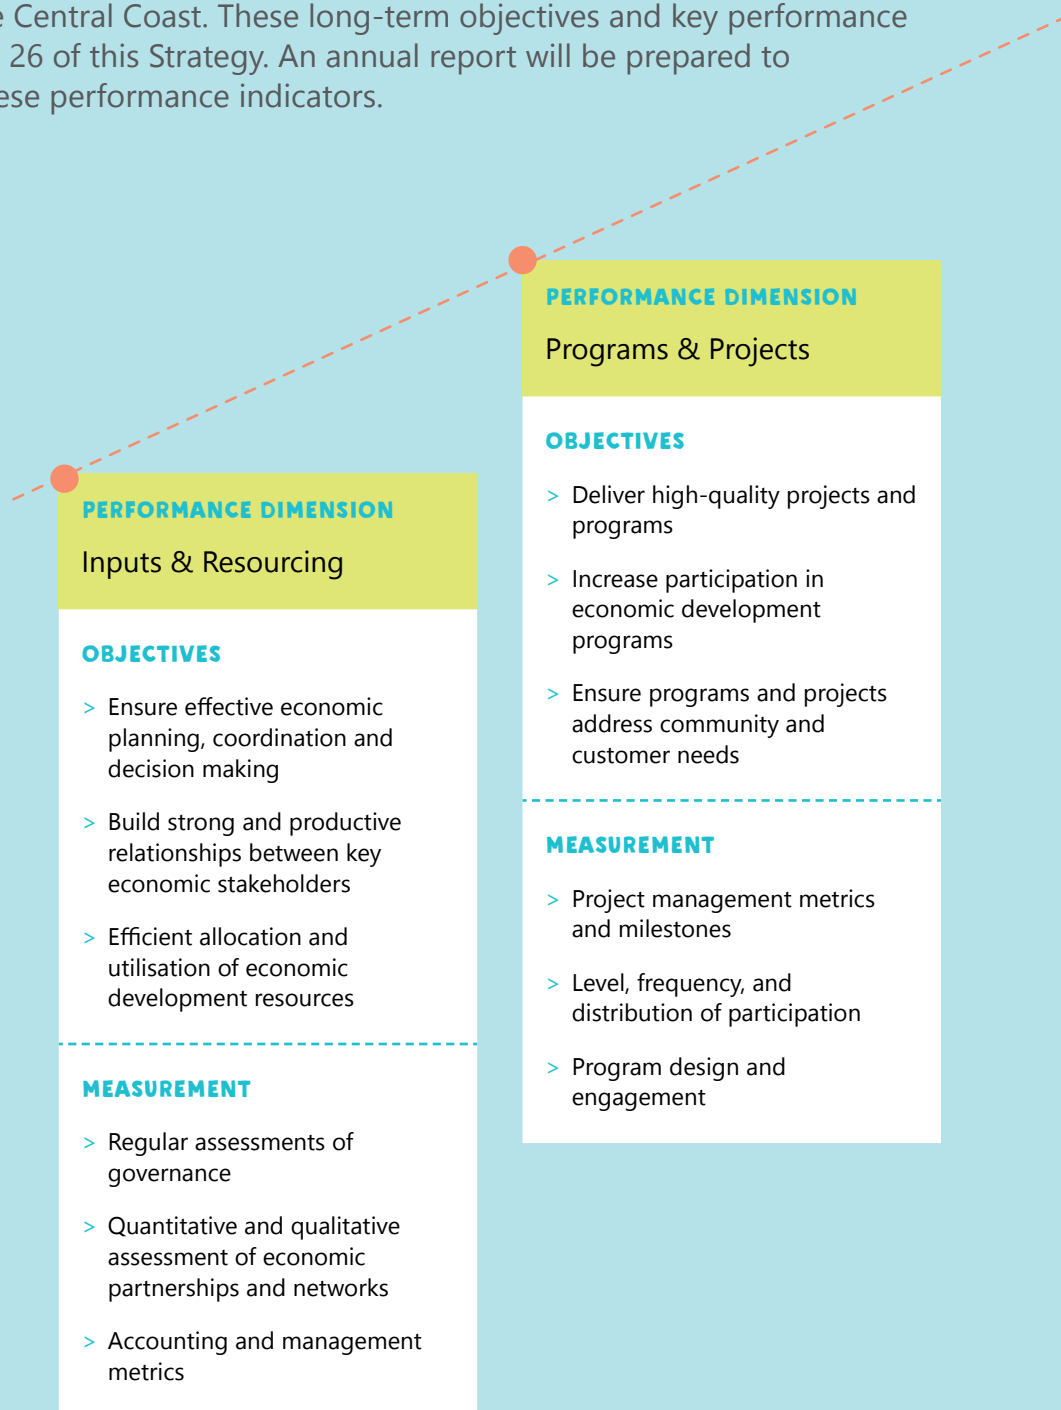 e Central Coast. These long-term objectives and key performance
26 of this Strategy. An annual report will be prepared to
ese performance indicators.
PERFORMANCE DIMENSION
Inputs & Resourcing
OBJECTIVES
> Ensure effective economic
planning, coordination and
decision making
> Build strong and productive
relationships between key
economic stakeholders
> Efficient allocation and
utilisation of economic
development resources
MEASUREMENT
> Regular assessments of
governance
> Quantitative and qualitative
assessment of economic
partnerships and networks
> Accounting and management
metrics
PERFORMANCE DIMENSION
Programs & Projects
OBJECTIVES
> Deliver high-quality projects and
programs
> Increase participation in
economic development
programs
> Ensure programs and projects
address community and
customer needs
MEASUREMENT
> Project management metrics
and milestones
> Level, frequency, and
distribution of participation
> Program design and
engagement